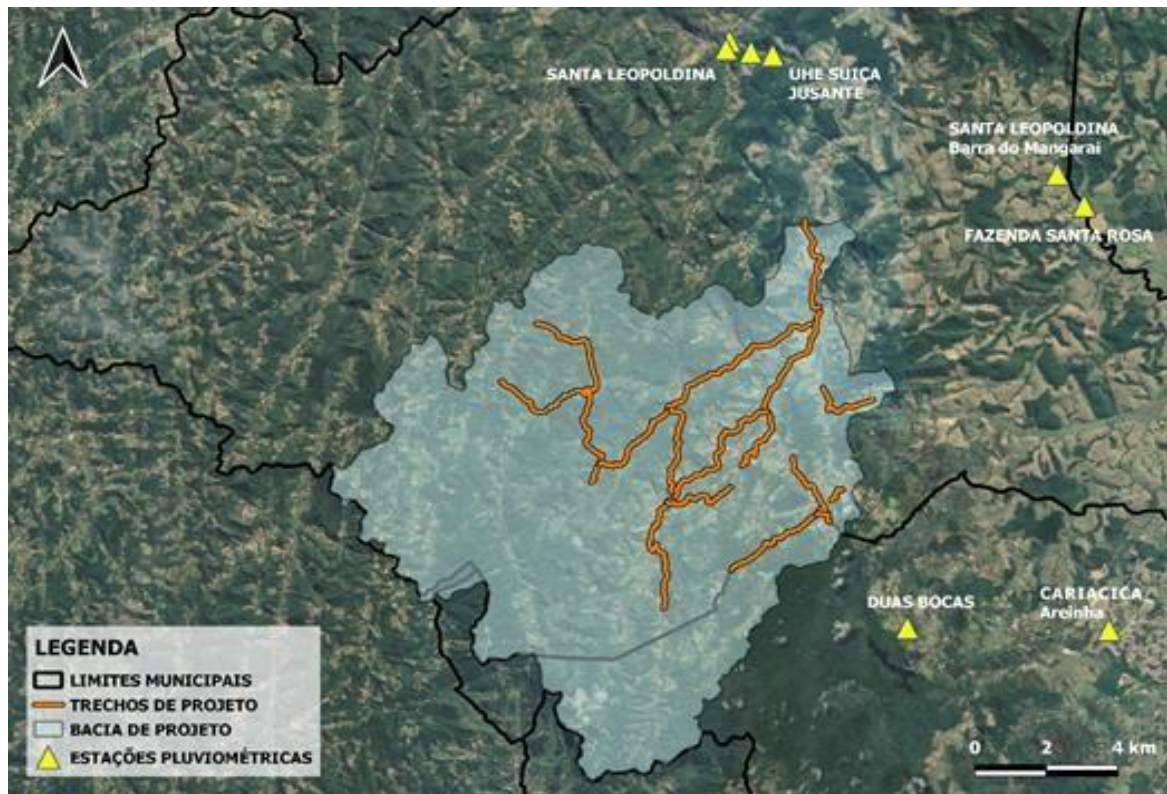 SANTA LEOPOLDINA
UHE SUIÇA
JUSANTE
SANTA LEOPOLDINA
Barra do Mangaraí
FAZENDA SANTA ROSA
DUAS BOCAS
CARIACICA
Areinha
LEGENDA
LIMITES MUNICIPAIS
TRECHOS DE PROJETO
BACIA DE PROJETO
ESTAÇÕES PLUVIOMÉTRICAS
0 2 4 km